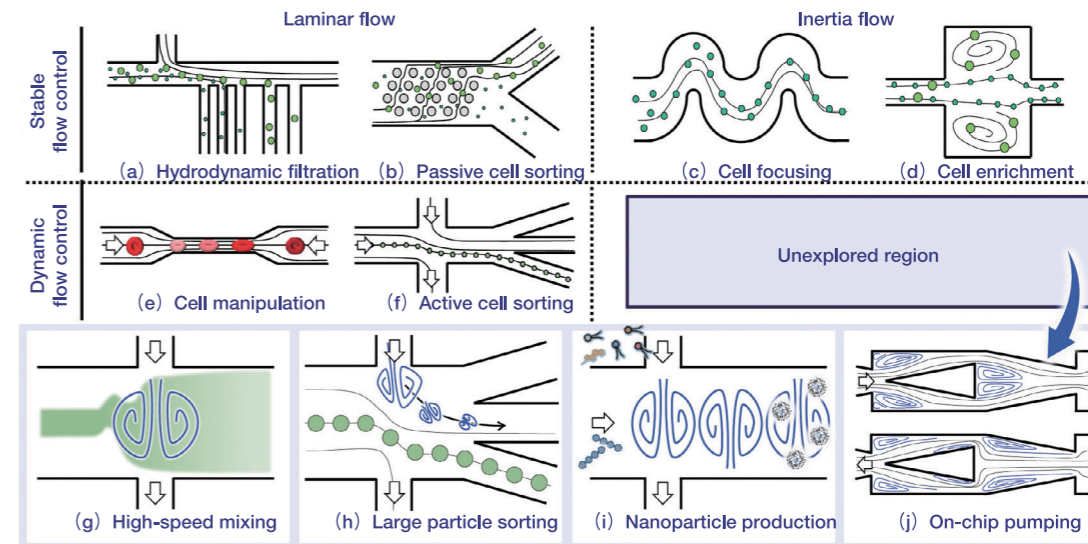 Laminar flow
Inertia flow
Stable
flow control
(a) Hydrodynamic filtration
(b) Passive cell sorting
(c) Cell focusing
(d) Cell enrichment
Dynamic
flow control
(e) Cell manipulation
(f) Active cell sorting
Unexplored region
(g) High-speed mixing
(h) Large particle sorting
(i) Nanoparticle production
(j) On-chip pumping